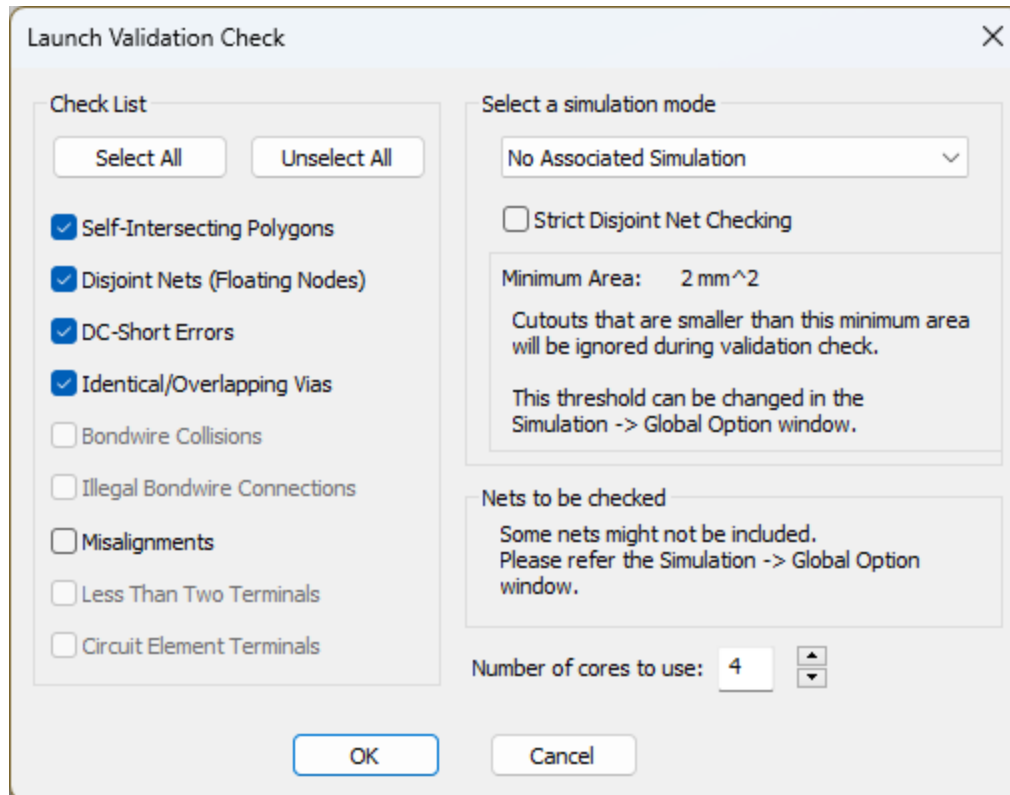 Launch Validation Check
Check List
Select All
Unselect All
Self-Intersecting Polygons
Disjoint Nets (Floating Nodes)
DC-Short Errors
Identical/Overlapping Vias
Bondwire Collisions
Illegal Bondwire Connections
Misalignments
Less Than Two Terminals
Circuit Element Terminals
Select a simulation mode
No Associated Simulation
Strict Disjoint Net Checking
Minimum Area: 2 mm^2
Cutouts that are smaller than this minimum area
will be ignored during validation check.
This threshold can be changed in the
Simulation -> Global Option window.
Nets to be checked
Some nets might not be included.
Please refer the Simulation -> Global Option
window.
Number of cores to use: 4
OK
Cancel